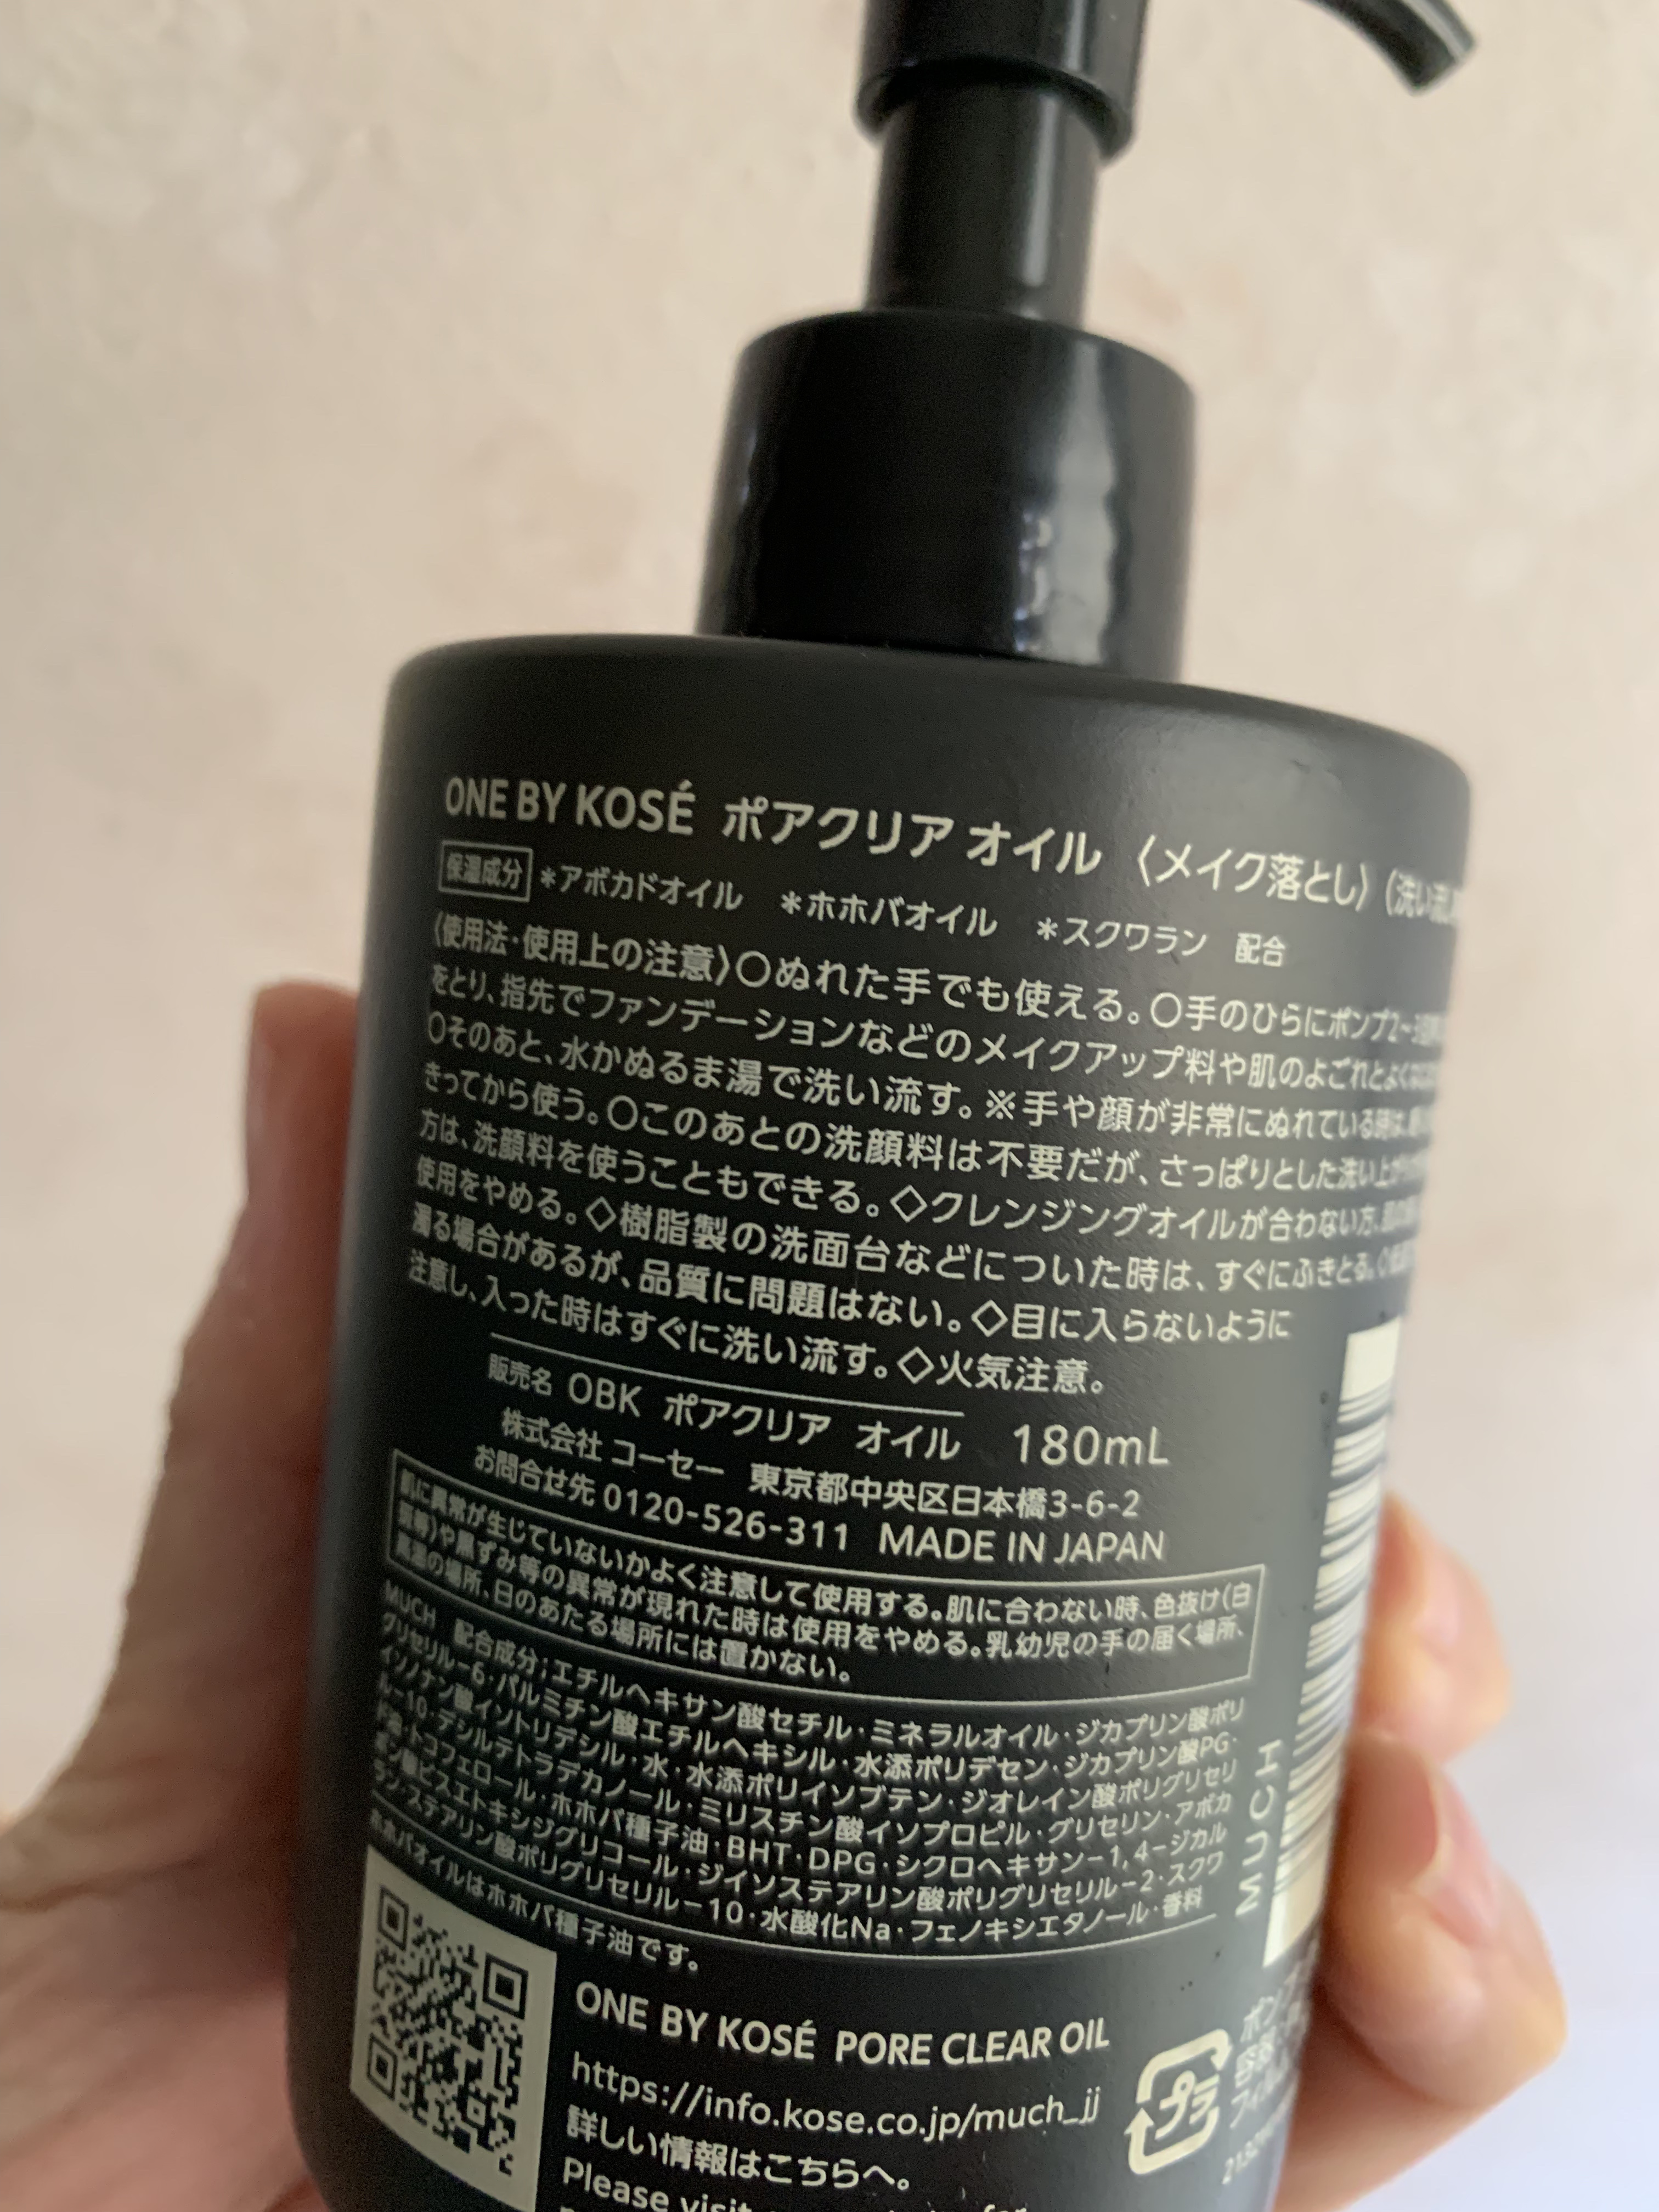 ONE BY KOSÉ ポアクリア オイル 〈メイク落とし〉(洗い流し
保湿成分 *アボカドオイル *ホホバオイル *スクワラン 配合
〈使用法・使用上の注意〉○ぬれた手でも使える。○手のひらにポンプ2~3回
をとり、指先でファンデーションなどのメイクアップ料や肌のよごれとよくなじ
○そのあと、水かぬるま湯で洗い流す。※手や顔が非常にぬれている時は、
きってから使う。○このあとの洗顔料は不要だが、さっぱりとした洗い上がり
方は、洗顔料を使うこともできる。◇クレンジングオイルが合わない方、
使用をやめる。◇樹脂製の洗面台などについた時は、すぐにふきとる。◇
濁る場合があるが、品質に問題はない。◇目に入らないように
注意し、入った時はすぐに洗い流す。◇火気注意。
販売名 OBK ポアクリア オイル 180mL
株式会社 コーセー 東京都中央区日本橋3-6-2
お問合せ先 0120-526-311 MADE IN JAPAN
肌に異常が生じていないかよく注意して使用する。肌に合わない時、色抜け(白
斑等)や黒ずみ等の異常が現れた時は使用をやめる。乳幼児の手の届く場所、
高温の場所、日のあたる場所には置かない。
MUCH 配合成分;エチルヘキサン酸セチル・ミネラルオイル・ジカプリン酸ポリ
グリセリル-6・パルミチン酸エチルヘキシル・水添ポリデセン・ジカプリン酸PG・
イソノナン酸イソトリデシル・水・水添ポリイソブテン・ジオレイン酸ポリグリセリ
ル-10・デシルテトラデカノール・ミリスチン酸イソプロピル・グリセリン・アボカ
ド油・トコフェロール・ホホバ種子油・BHT・DPG・シクロヘキサン-1,4-ジカル
ボン酸ビスエトキシジグリコール・ジイソステアリン酸ポリグリセリル-2・スクワ
ラン・ステアリン酸ポリグリセリル-10・水酸化Na・フェノキシエタノール・香料
ホホバオイルはホホバ種子油です。
MUCH
ONE BY KOSÉ PORE CLEAR OIL
https://info.kose.co.jp/much_jj
詳しい情報はこちらへ。
Please visit
プラ